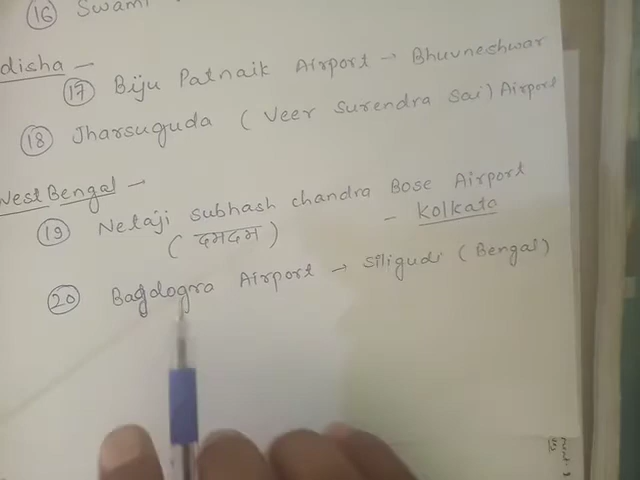 16 Swami
disha -
17 Biju Patnaik Airport → Bhuvneshwar
18 Jharsuguda ( Veer Surendra Sai) Airport
West Bengal →
19 Netaji subhash chandra Bose Airport
( दमदम ) - Kolkata
20 Bagdogra Airport → Siligudi ( Bengal)